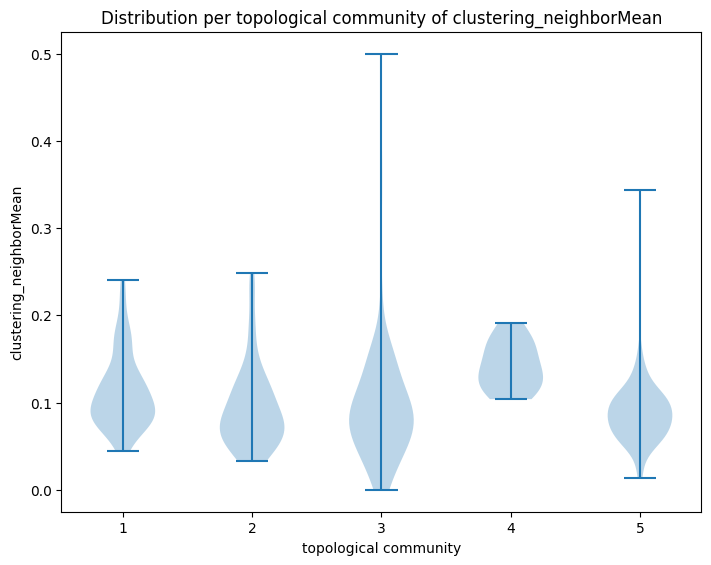 Distribution per topological community of clustering_neighborMean
clustering_neighborMean
0.5
0.4
0.3
0.2
0.1
0.0
1 2 3 4 5
topological community